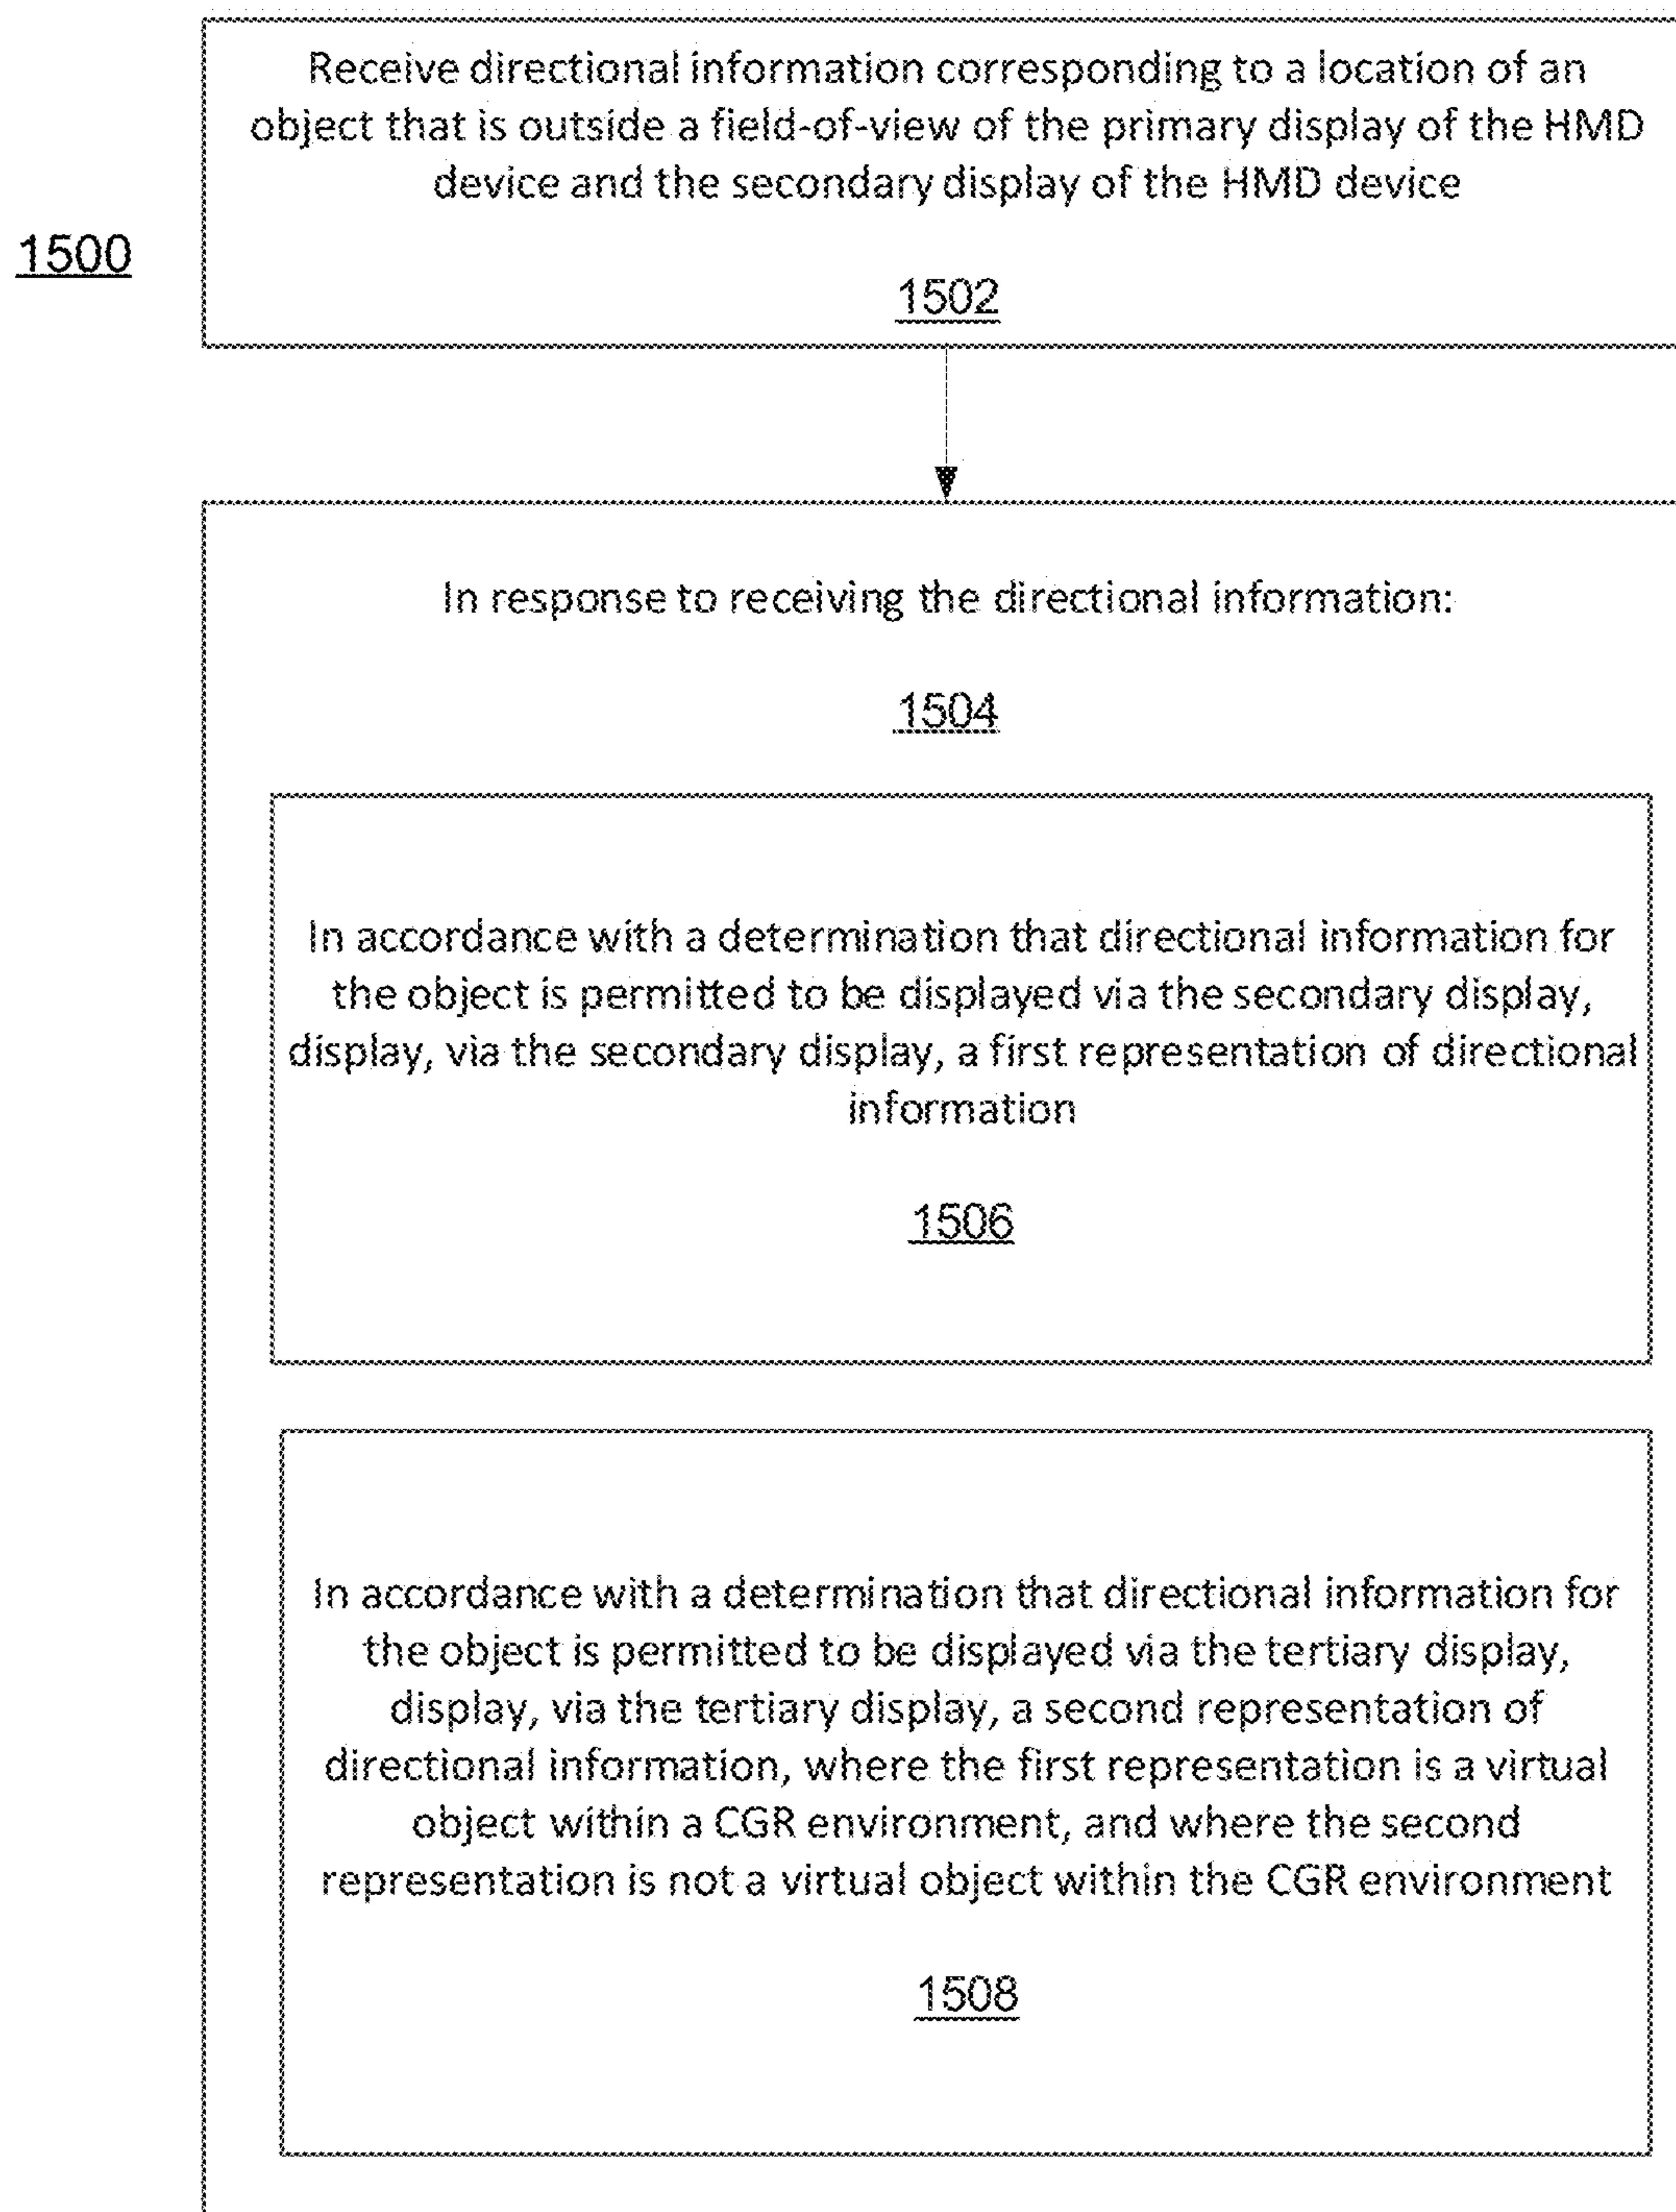 Receive directional information corresponding to a location of an
object that is outside a field-of-view of the primary display of the HMD
device and the secondary display of the HMD device
1500
1502
In response to receiving the directional information:
1504
In accordance with a determination that directional information for
the object is permitted to be displayed via the secondary display,
display, via the secondary display, a first representation of directional
information
1506
In accordance with a determination that directional information for
the object is permitted to be displayed via the tertiary display,
display, via the tertiary display, a second representation of
directional information, where the first representation is a virtual
object within a CGR environment, and where the second
representation is not a virtual object within the CGR environment
1508